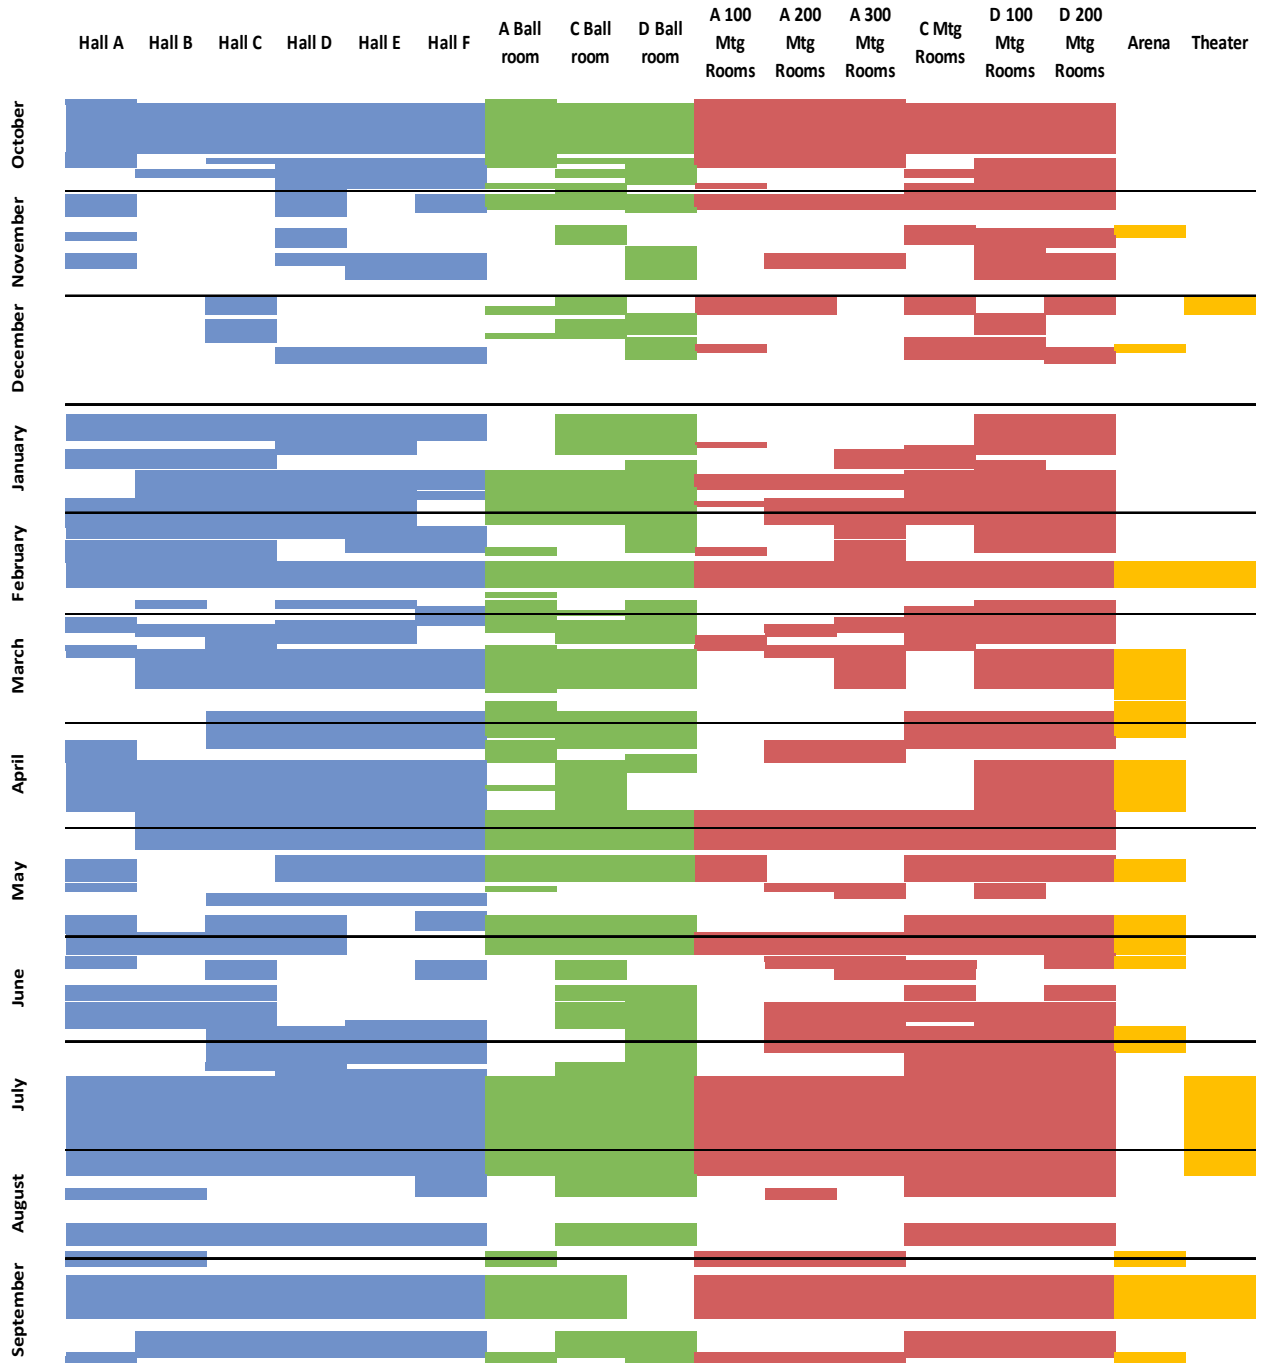 Hall A Hall B Hall C Hall D Hall E Hall F A Ball room C Ball room D Ball room A 100 Mtg Rooms A 200 Mtg Rooms A 300 Mtg Rooms C Mtg Rooms D 100 Mtg Rooms D 200 Mtg Rooms Arena Theater
October
November
December
January
February
March
April
May
June
July
August
September